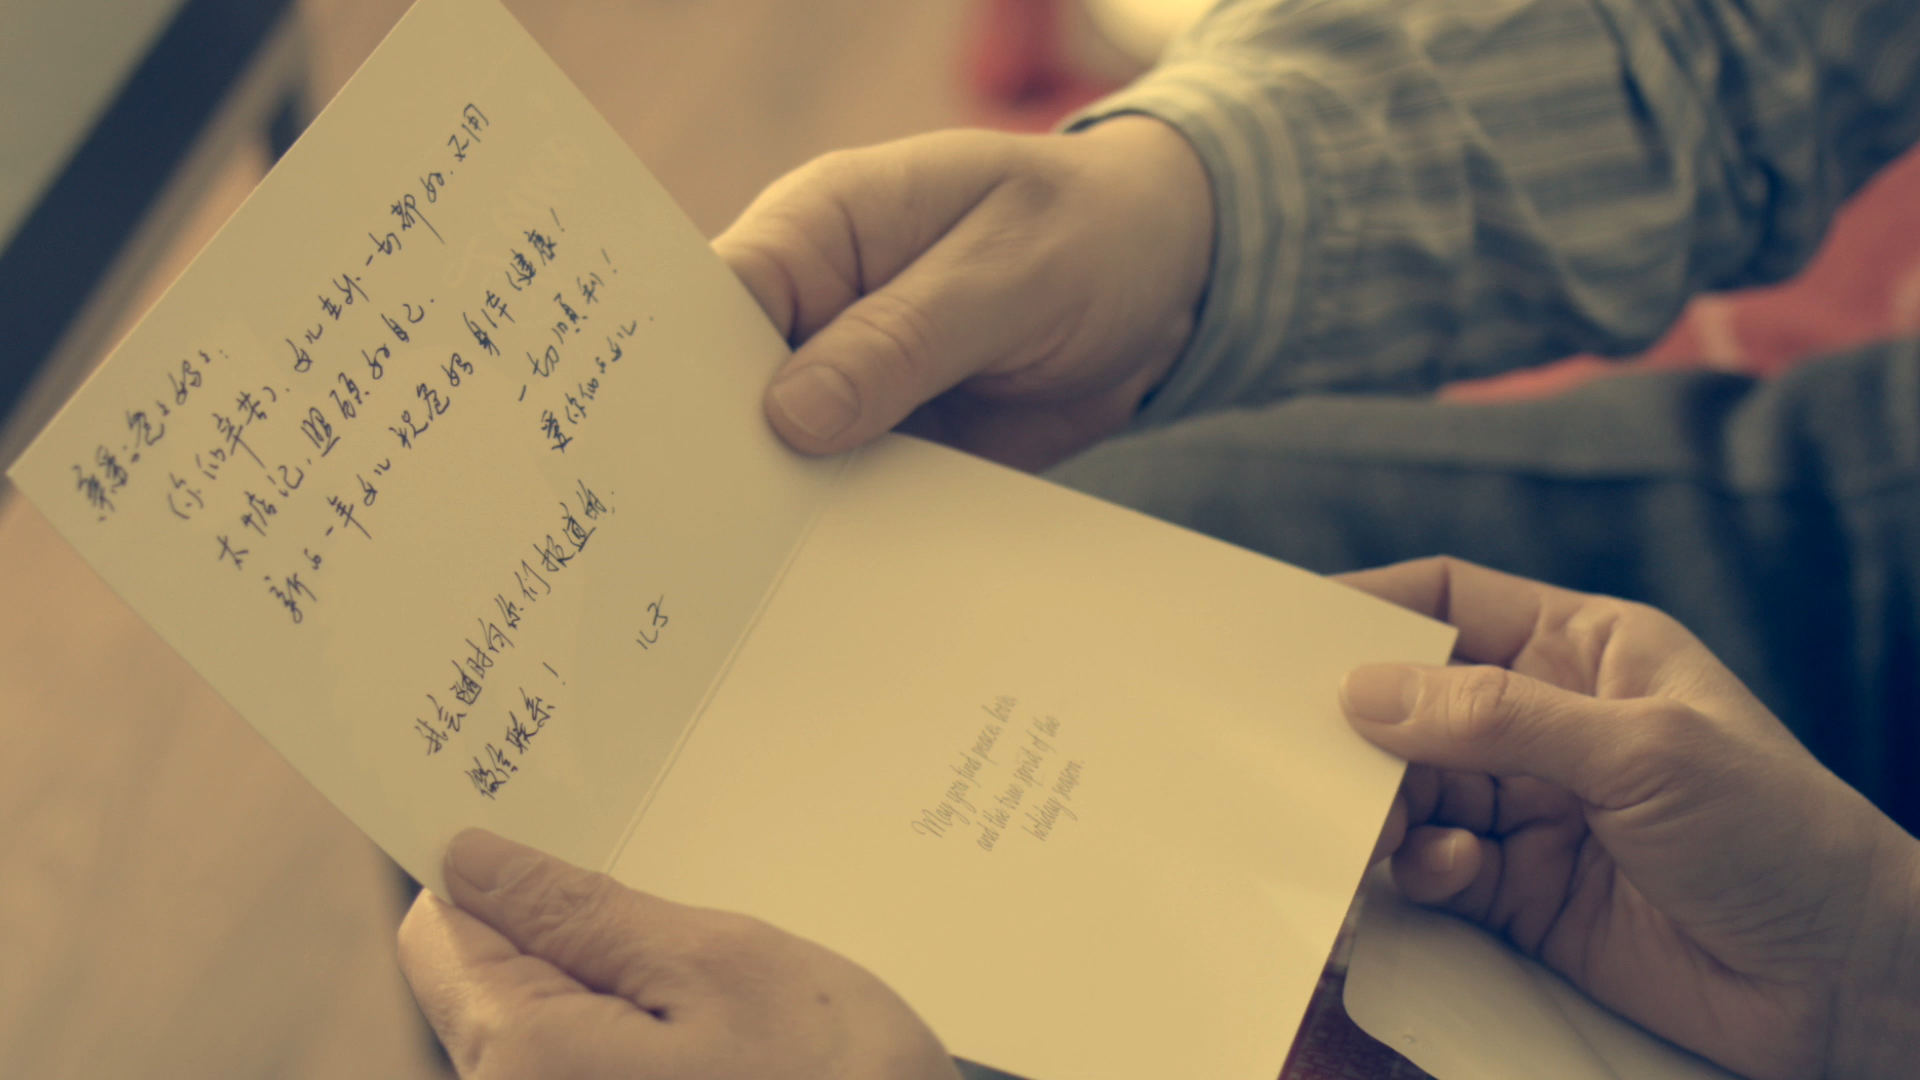 亲爱的爸爸妈妈：
你们辛苦了，女儿在外一切都好，不用
太惦记，照顾好自己。
新的一年女儿祝爸妈身体健康！
一切顺利！
爱你们的女儿．
我会随时向你们报道的，
微信联系！
儿子
May you find peace, love
and the true spirit of the
holiday season.